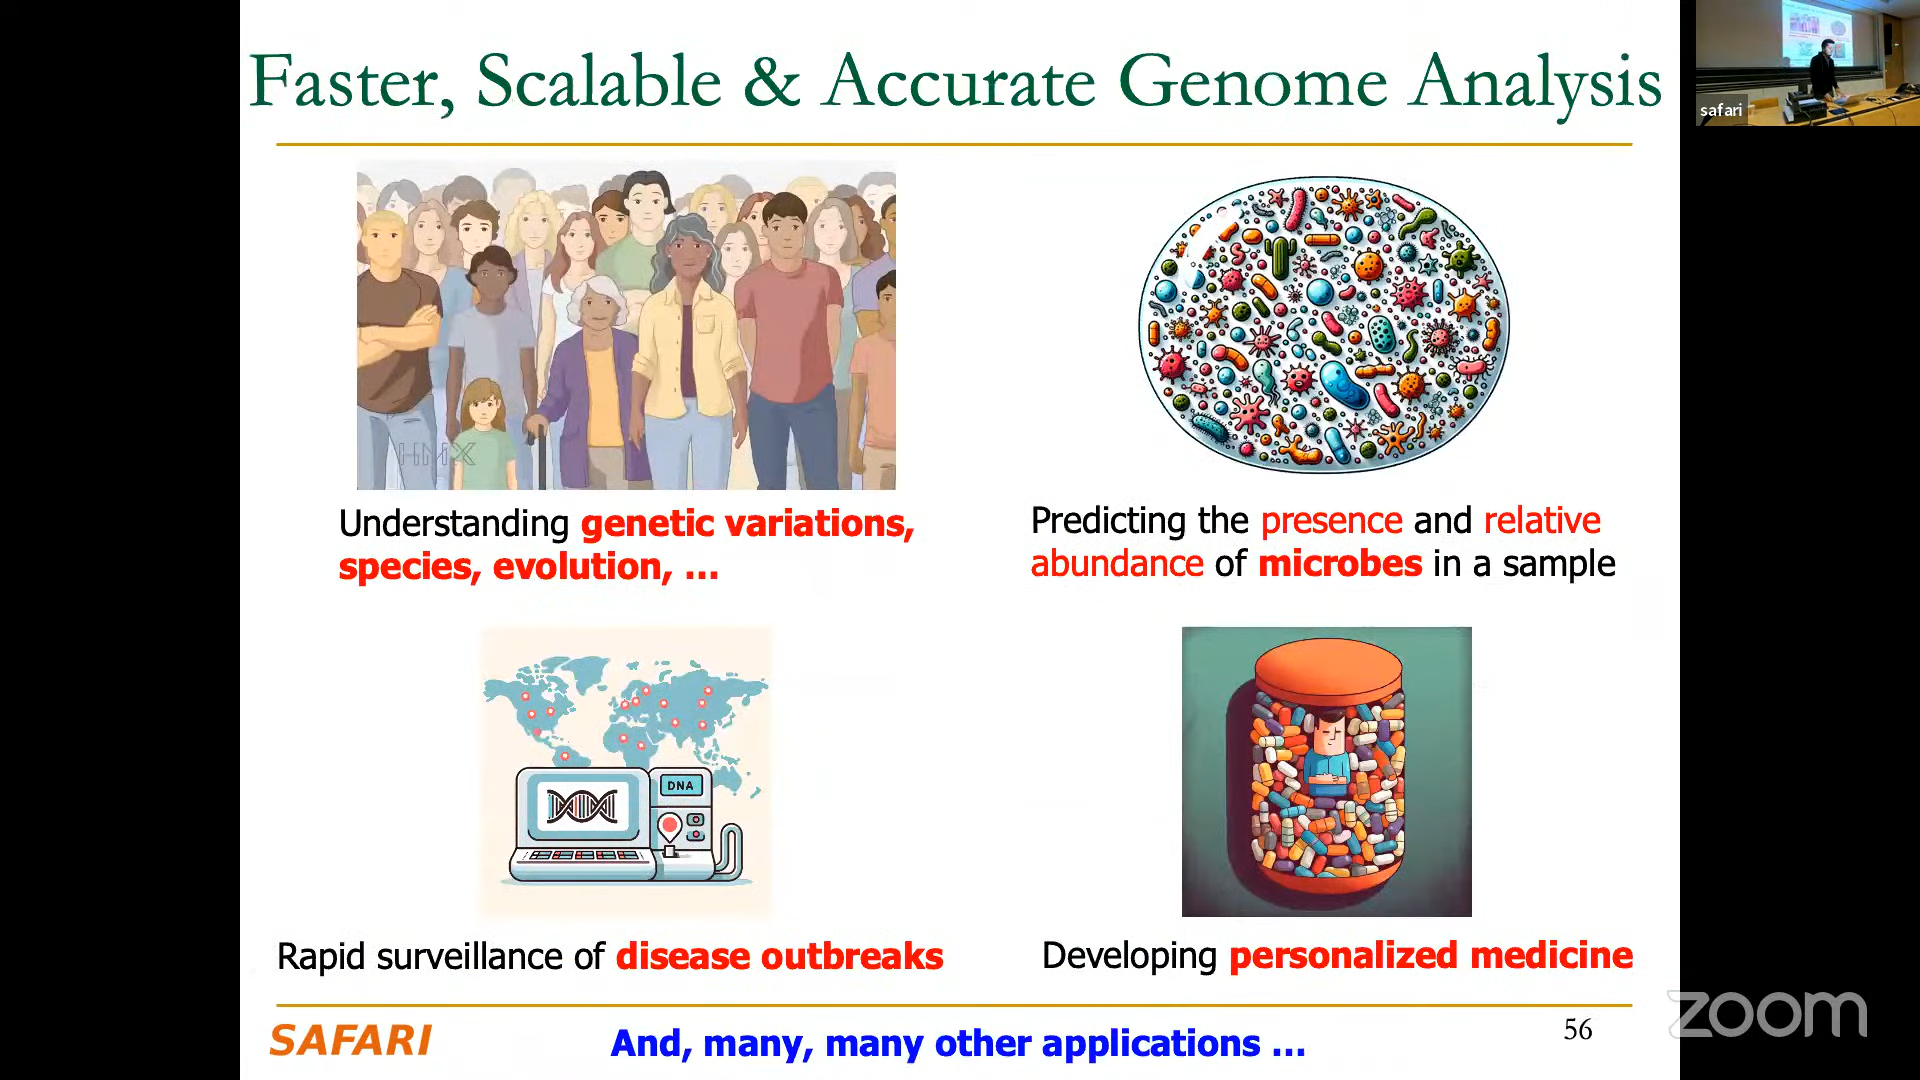 Faster, Scalable & Accurate Genome Analysis
safari
HMX
Understanding genetic variations,
species, evolution, ...
Predicting the presence and relative
abundance of microbes in a sample
DNA
Rapid surveillance of disease outbreaks
Developing personalized medicine
SAFARI
And, many, many other applications ...
56
zoom